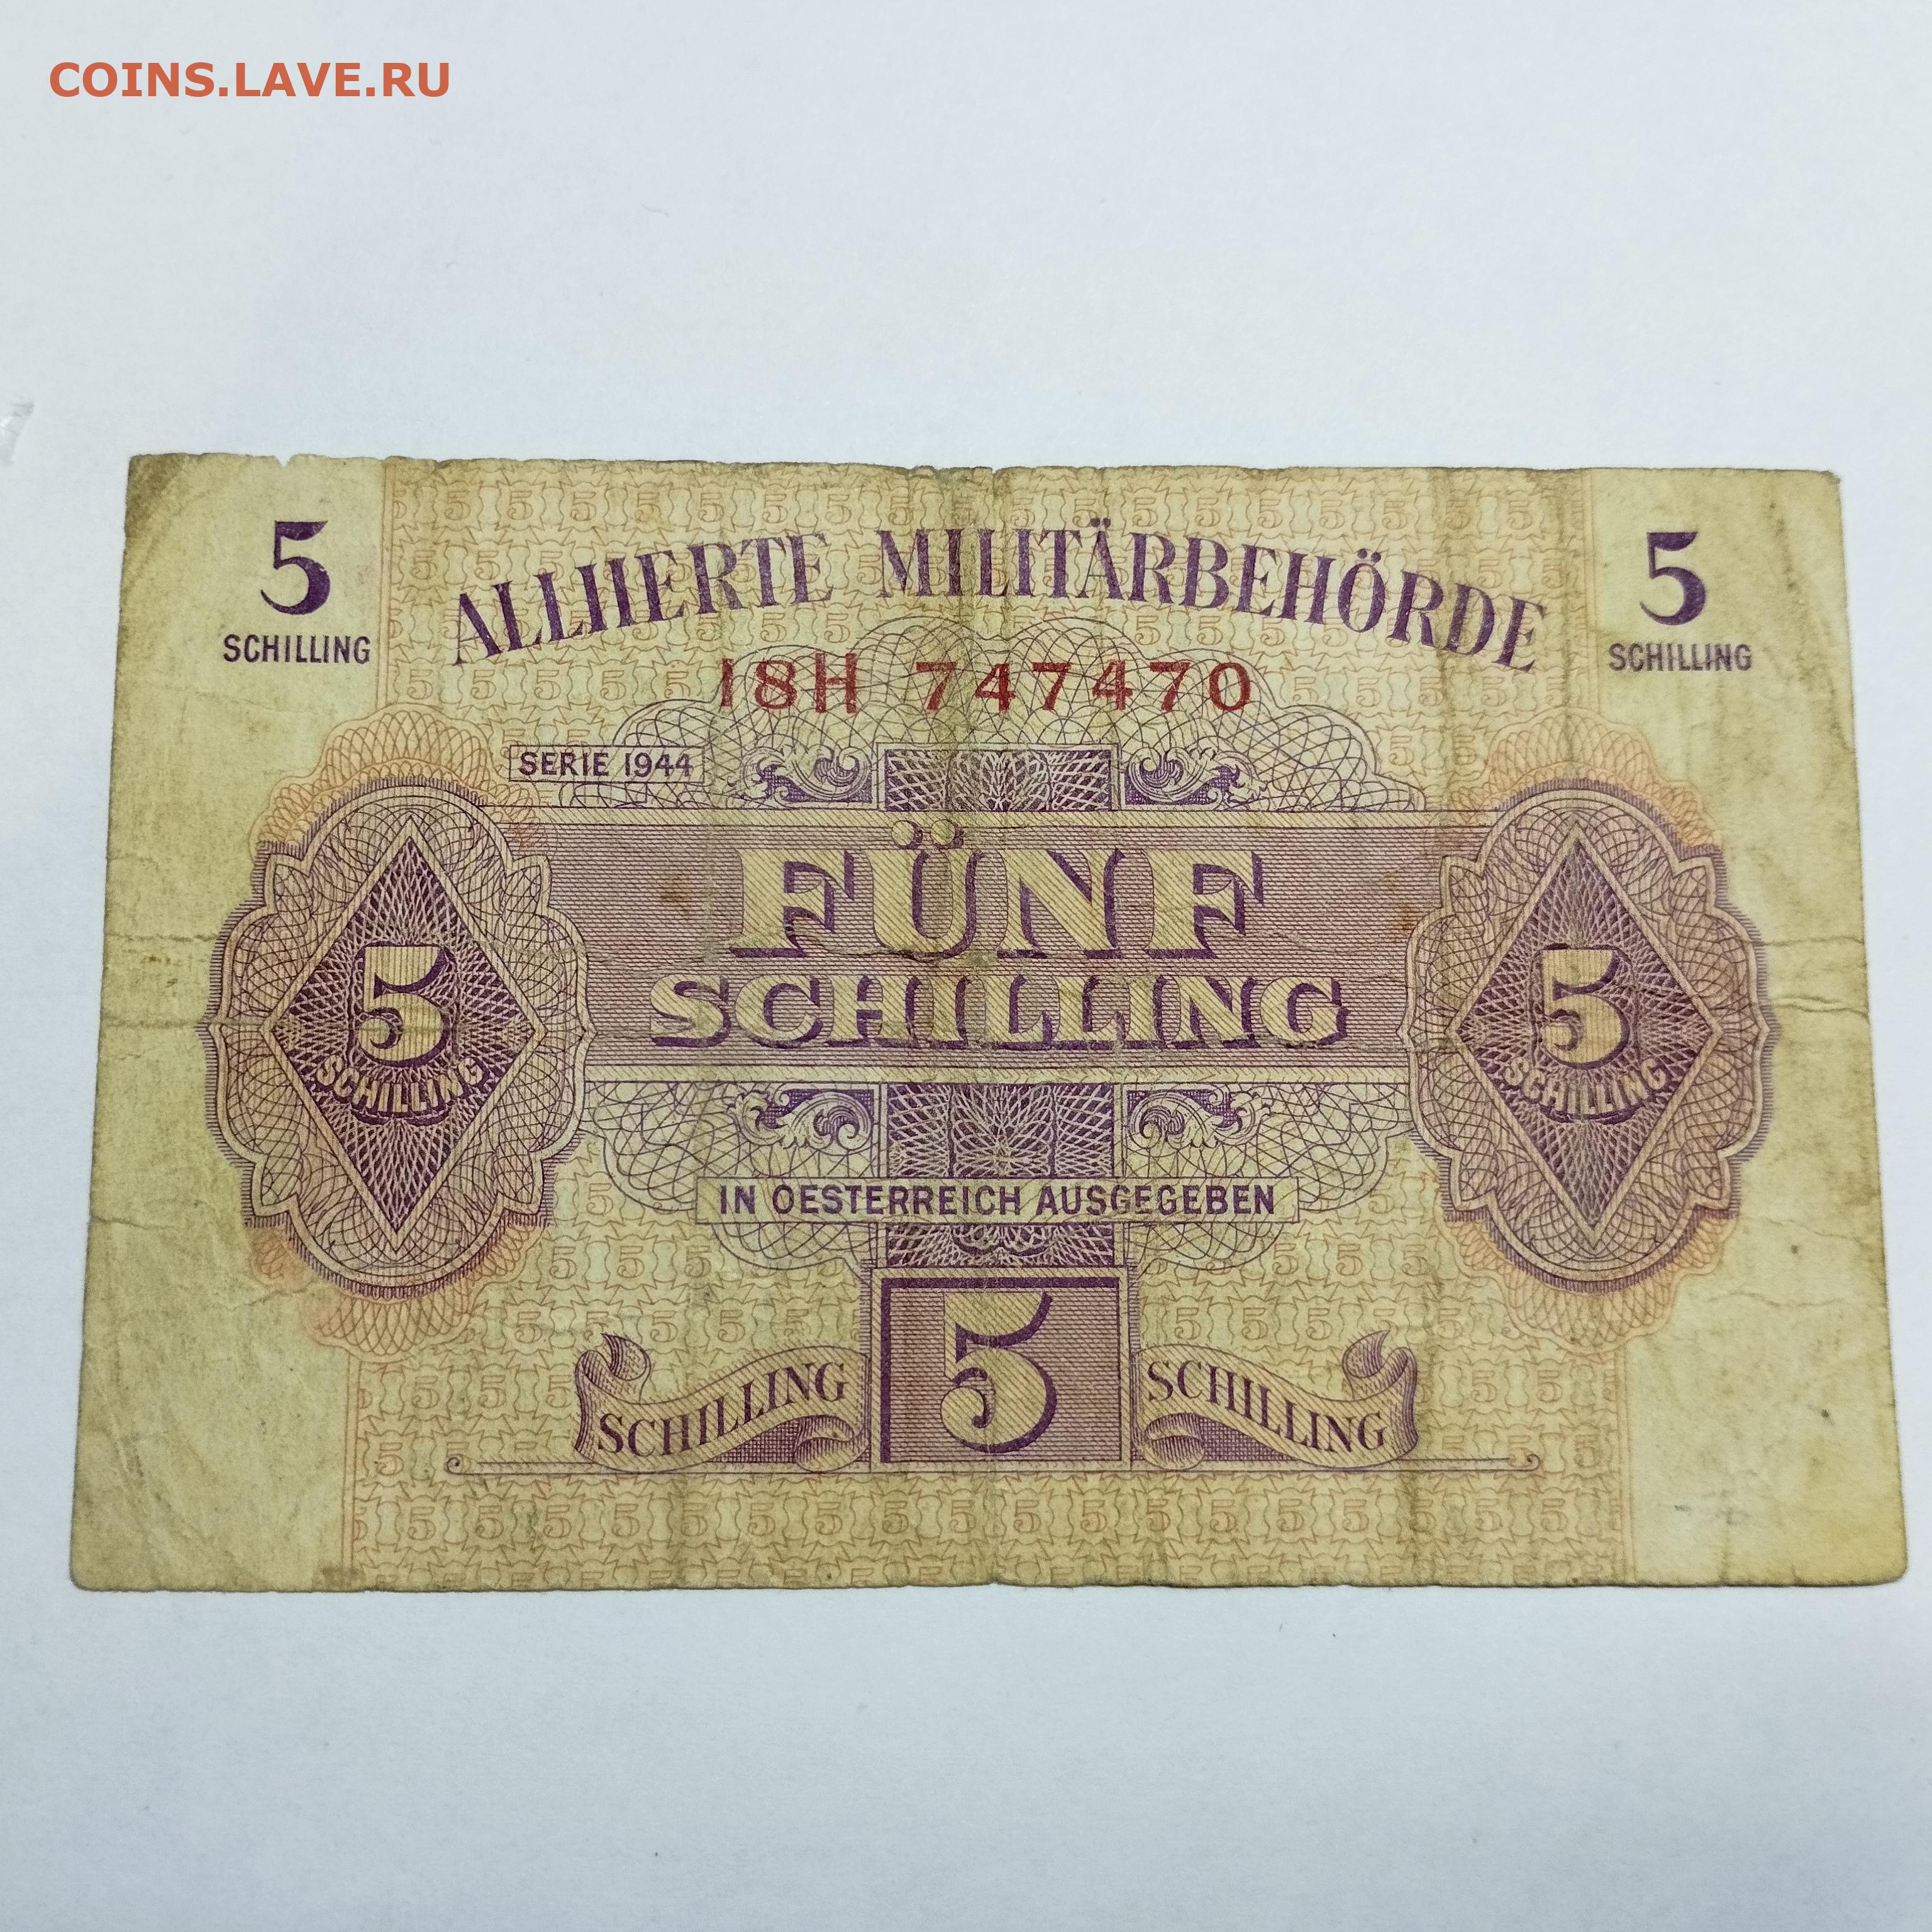 COINS.LAVE.RU
5 5
SCHILLING SCHILLING
ALLIIERTE MILITÄRBEHÖRDE
18H 747470
SERIE 1944
FÜNF
SCHILLING
5 5
SCHILLING SCHILLING
IN OESTERREICH AUSGEGEBEN
5
SCHILLING SCHILLING